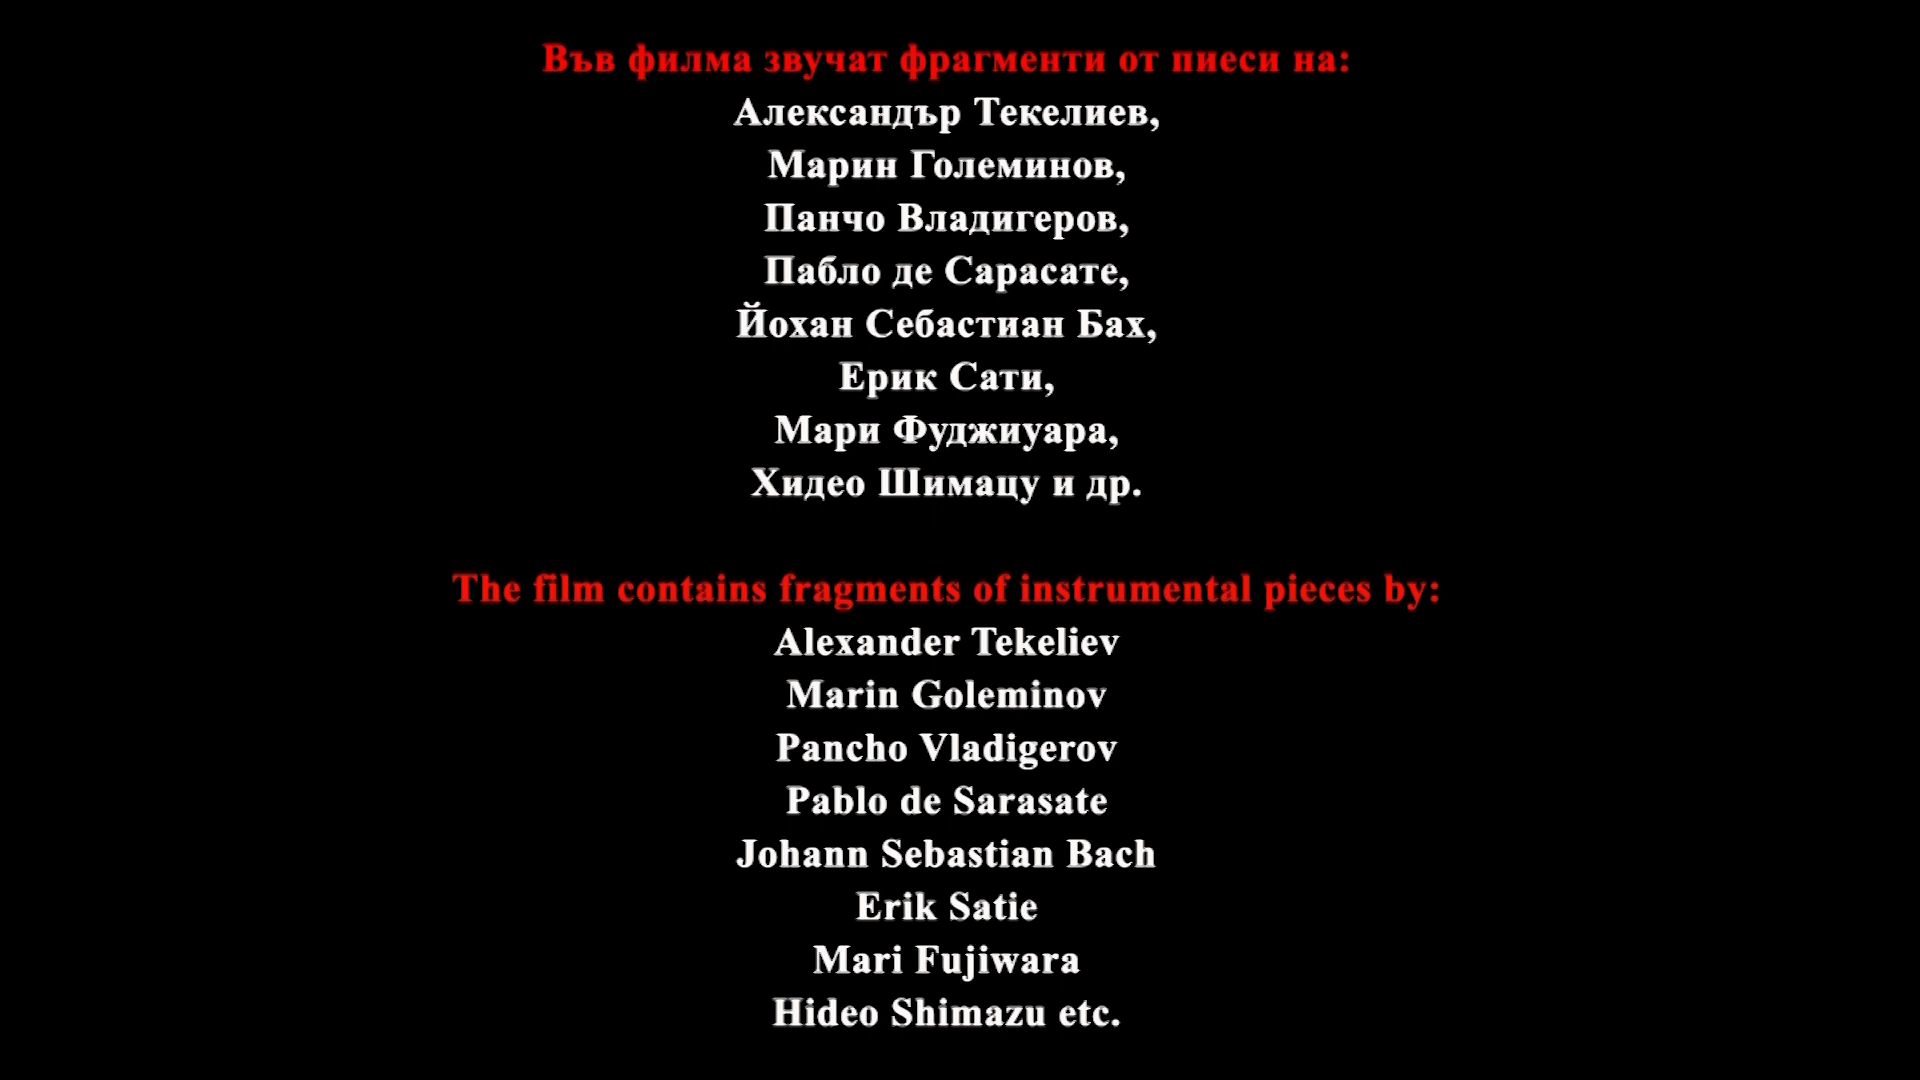 Във филма звучат фрагменти от пиеси на:
Александър Текелиев,
Марин Големинов,
Панчо Владигеров,
Пабло де Сарасате,
Йохан Себастиан Бах,
Ерик Сати,
Мари Фуджиуара,
Хидео Шимацу и др.
The film contains fragments of instrumental pieces by:
Alexander Tekeliev
Marin Goleminov
Pancho Vladigerov
Pablo de Sarasate
Johann Sebastian Bach
Erik Satie
Mari Fujiwara
Hideo Shimazu etc.